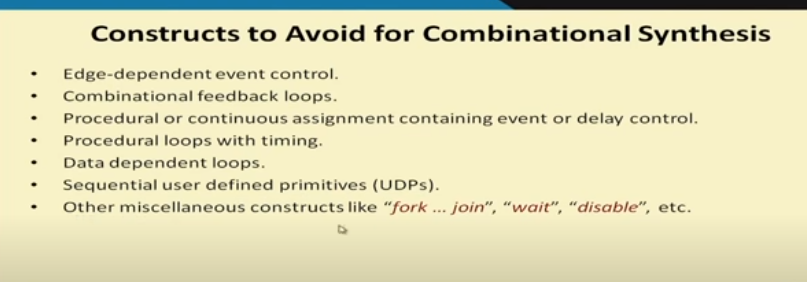 Constructs to Avoid for Combinational Synthesis
• Edge-dependent event control.
• Combinational feedback loops.
• Procedural or continuous assignment containing event or delay control.
• Procedural loops with timing.
• Data dependent loops.
• Sequential user defined primitives (UDPs).
• Other miscellaneous constructs like “fork ... join”, “wait”, “disable”, etc.